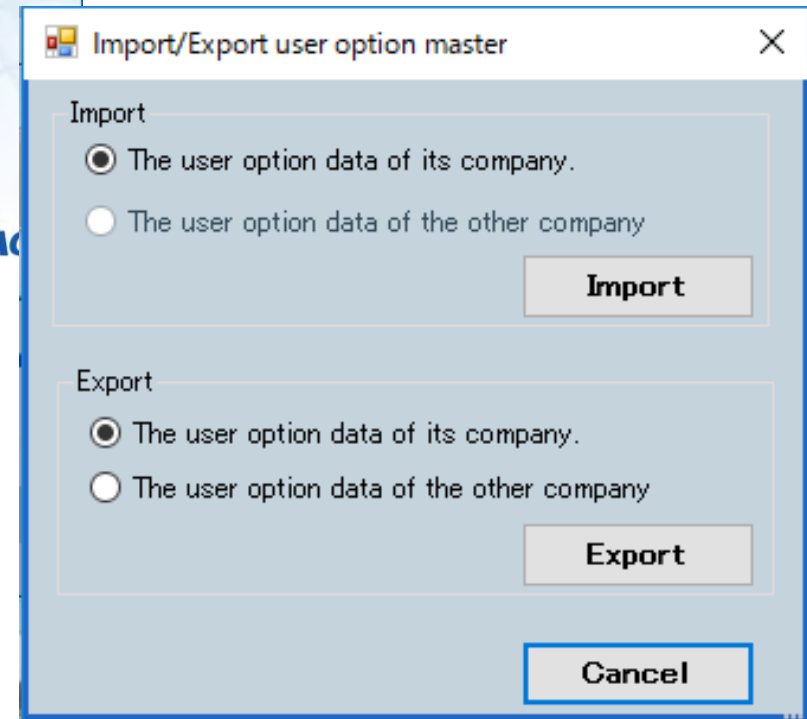 Import/Export user option master
Import
The user option data of its company.
The user option data of the other company
Import
Export
The user option data of its company.
The user option data of the other company
Export
Cancel